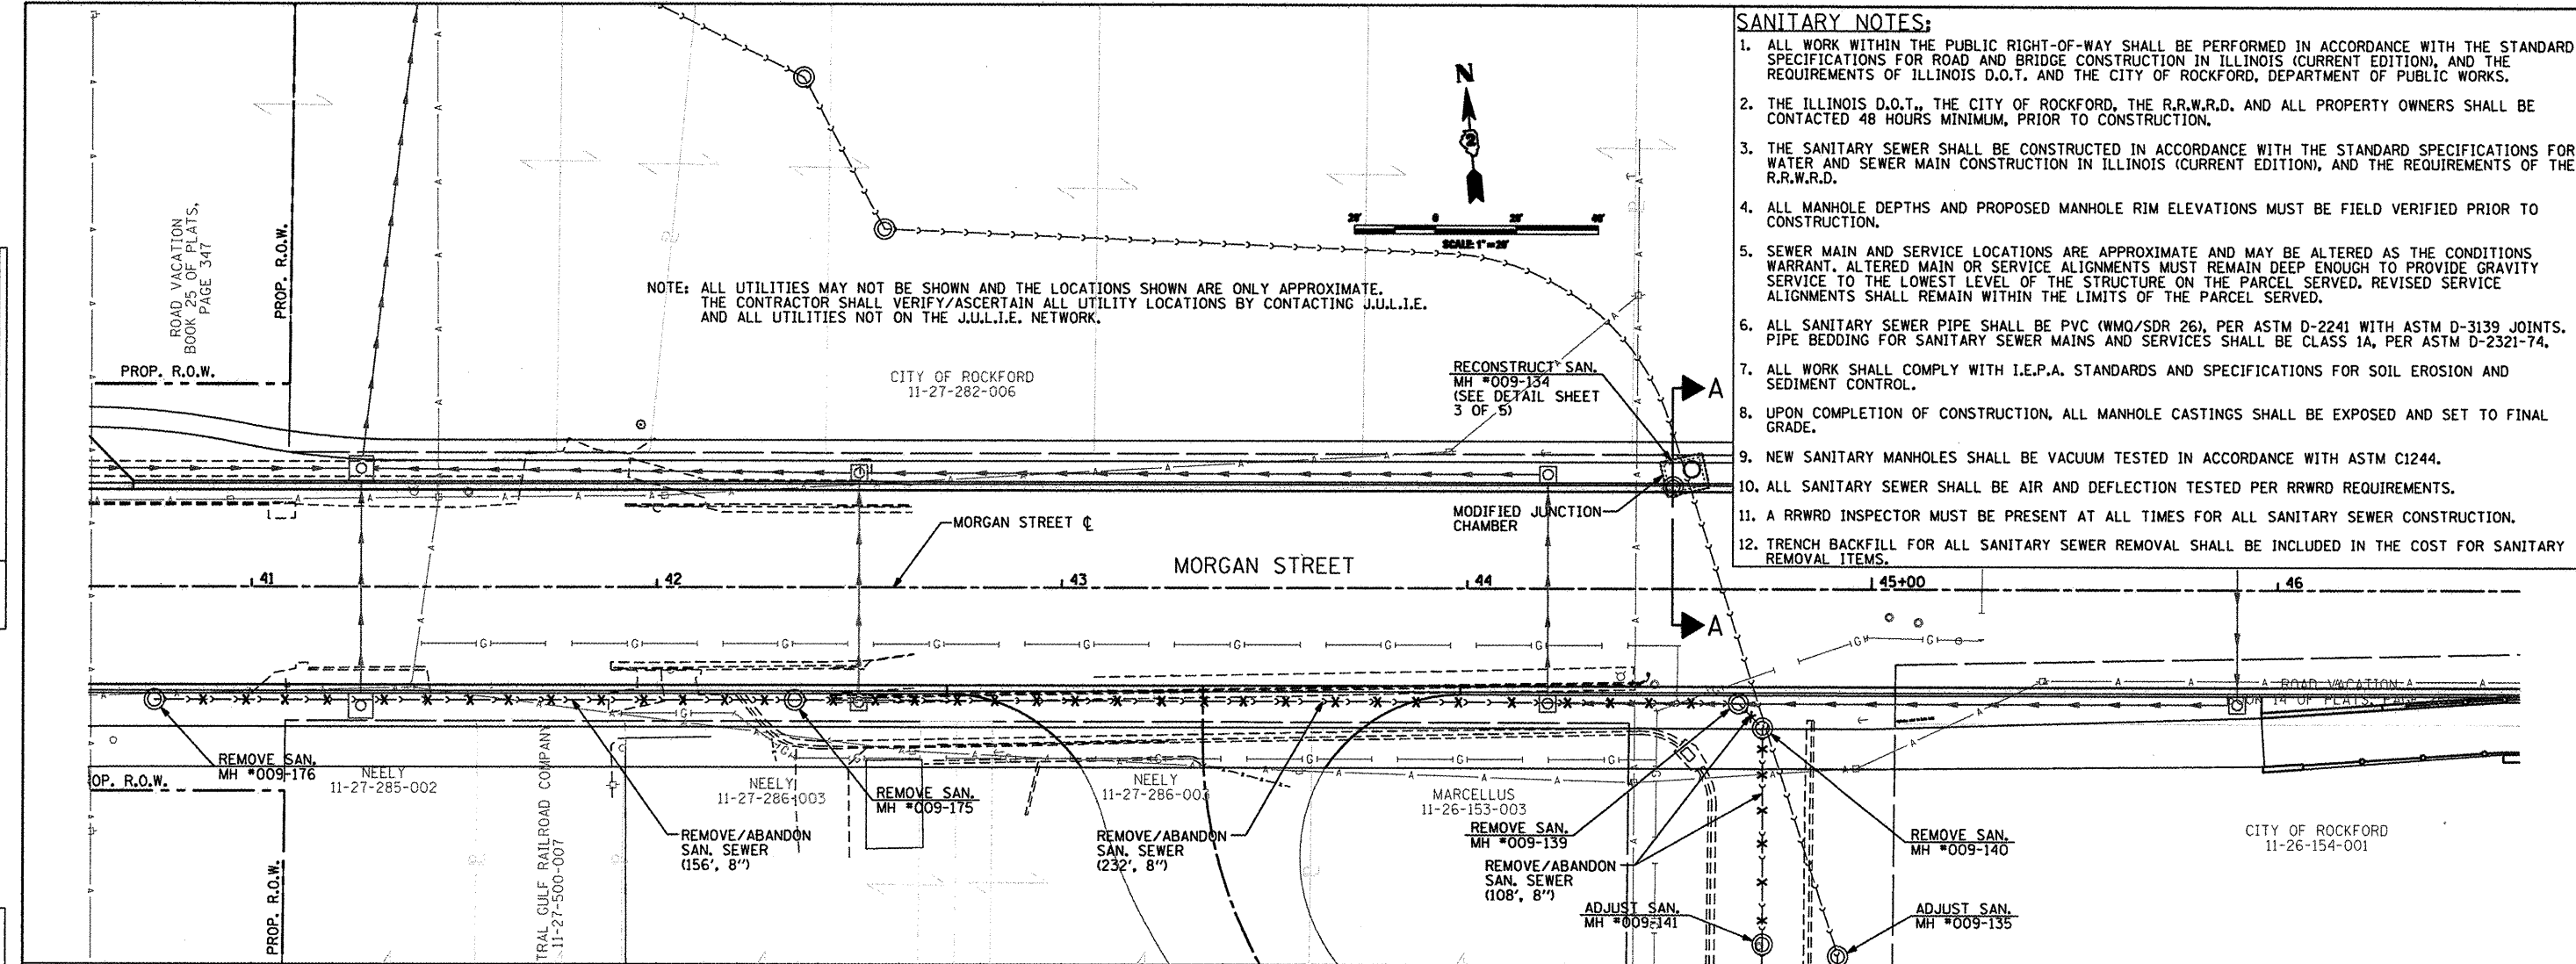 SANITARY NOTES:
1. ALL WORK WITHIN THE PUBLIC RIGHT-OF-WAY SHALL BE PERFORMED IN ACCORDANCE WITH THE STANDARD
SPECIFICATIONS FOR ROAD AND BRIDGE CONSTRUCTION IN ILLINOIS (CURRENT EDITION), AND THE
REQUIREMENTS OF ILLINOIS D.O.T. AND THE CITY OF ROCKFORD, DEPARTMENT OF PUBLIC WORKS.
2. THE ILLINOIS D.O.T., THE CITY OF ROCKFORD, THE R.R.W.R.D. AND ALL PROPERTY OWNERS SHALL BE
CONTACTED 48 HOURS MINIMUM, PRIOR TO CONSTRUCTION.
3. THE SANITARY SEWER SHALL BE CONSTRUCTED IN ACCORDANCE WITH THE STANDARD SPECIFICATIONS FOR
WATER AND SEWER MAIN CONSTRUCTION IN ILLINOIS (CURRENT EDITION), AND THE REQUIREMENTS OF THE
R.R.W.R.D.
4. ALL MANHOLE DEPTHS AND PROPOSED MANHOLE RIM ELEVATIONS MUST BE FIELD VERIFIED PRIOR TO
CONSTRUCTION.
5. SEWER MAIN AND SERVICE LOCATIONS ARE APPROXIMATE AND MAY BE ALTERED AS THE CONDITIONS
WARRANT. ALTERED MAIN OR SERVICE ALIGNMENTS MUST REMAIN DEEP ENOUGH TO PROVIDE GRAVITY
SERVICE TO THE LOWEST LEVEL OF THE STRUCTURE ON THE PARCEL SERVED. REVISED SERVICE
ALIGNMENTS SHALL REMAIN WITHIN THE LIMITS OF THE PARCEL SERVED.
6. ALL SANITARY SEWER PIPE SHALL BE PVC (WMQ/SDR 26), PER ASTM D-2241 WITH ASTM D-3139 JOINTS.
PIPE BEDDING FOR SANITARY SEWER MAINS AND SERVICES SHALL BE CLASS 1A, PER ASTM D-2321-74.
7. ALL WORK SHALL COMPLY WITH I.E.P.A. STANDARDS AND SPECIFICATIONS FOR SOIL EROSION AND
SEDIMENT CONTROL.
8. UPON COMPLETION OF CONSTRUCTION, ALL MANHOLE CASTINGS SHALL BE EXPOSED AND SET TO FINAL
GRADE.
9. NEW SANITARY MANHOLES SHALL BE VACUUM TESTED IN ACCORDANCE WITH ASTM C1244.
10. ALL SANITARY SEWER SHALL BE AIR AND DEFLECTION TESTED PER RRWRD REQUIREMENTS.
11. A RRWRD INSPECTOR MUST BE PRESENT AT ALL TIMES FOR ALL SANITARY SEWER CONSTRUCTION.
12. TRENCH BACKFILL FOR ALL SANITARY SEWER REMOVAL SHALL BE INCLUDED IN THE COST FOR SANITARY
REMOVAL ITEMS.
N
2
20' 0 20' 40'
SCALE: 1"=20'
ROAD VACATION
BOOK 25 OF PLATS,
PAGE 347
PROP. R.O.W.
PROP. R.O.W.
NOTE: ALL UTILITIES MAY NOT BE SHOWN AND THE LOCATIONS SHOWN ARE ONLY APPROXIMATE.
THE CONTRACTOR SHALL VERIFY/ASCERTAIN ALL UTILITY LOCATIONS BY CONTACTING J.U.L.I.E.
AND ALL UTILITIES NOT ON THE J.U.L.I.E. NETWORK.
CITY OF ROCKFORD
11-27-282-006
RECONSTRUCT SAN.
MH #009-134
(SEE DETAIL SHEET
3 OF 5)
A
MODIFIED JUNCTION
CHAMBER
MORGAN STREET ℄
MORGAN STREET
41 42 43 44 45+00 46
A
REMOVE SAN.
MH #009-176
OP. R.O.W.
NEELY
11-27-285-002
TRAL GULF RAILROAD COMPANY
11-27-500-007
PROP. R.O.W.
NEELY
11-27-286-003
REMOVE SAN.
MH #009-175
REMOVE/ABANDON
SAN. SEWER
(156', 8")
NEELY
REMOVE/ABANDON
SAN. SEWER
(232', 8")
MARCELLUS
11-26-153-003
REMOVE SAN.
MH #009-139
REMOVE/ABANDON
SAN. SEWER
(108', 8")
REMOVE SAN.
MH #009-140
ADJUST SAN.
MH #009-141
ADJUST SAN.
MH #009-135
ROAD VACATION
14 OF PLATS,
CITY OF ROCKFORD
11-26-154-001